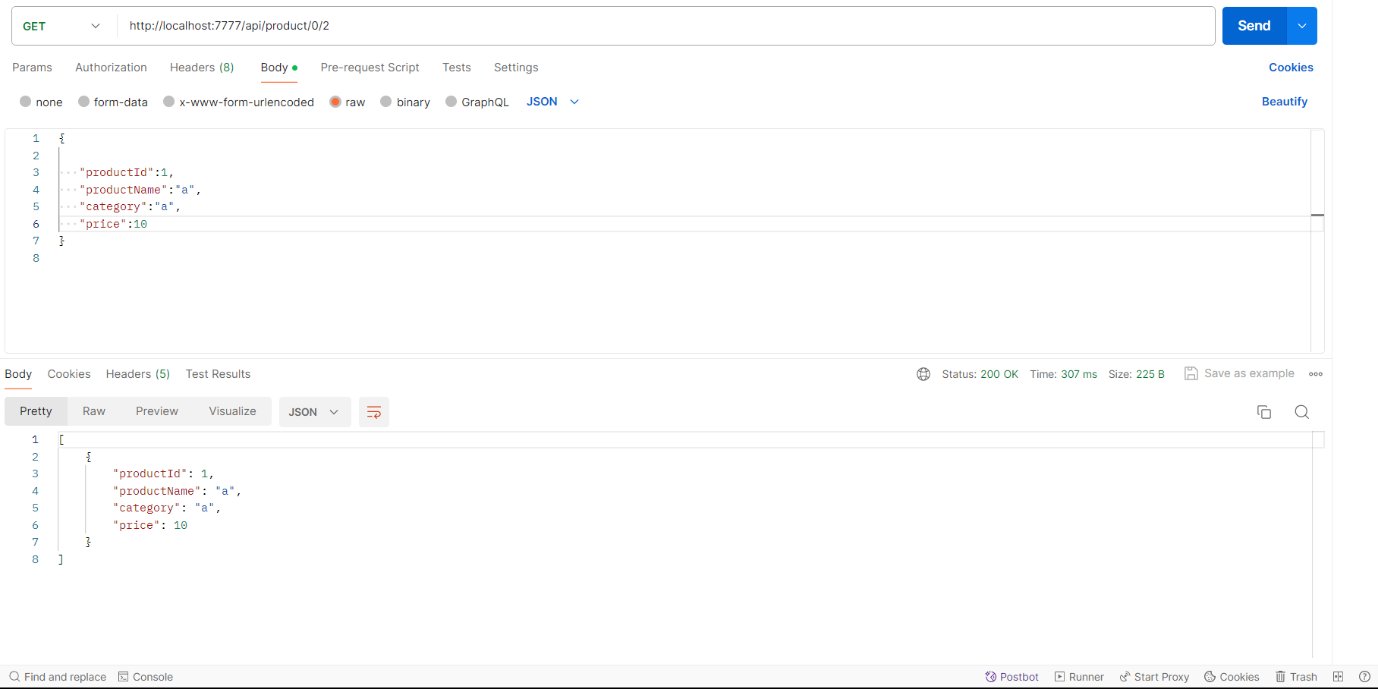 GET http://localhost:7777/api/product/0/2 Send
Params Authorization Headers (8) Body Pre-request Script Tests Settings Cookies
none form-data x-www-form-urlencoded raw binary GraphQL JSON Beautify
1 {
2
3 "productId":1,
4 "productName":"a",
5 "category":"a",
6 "price":10
7 }
8
Body Cookies Headers (5) Test Results Status: 200 OK Time: 307 ms Size: 225 B Save as example
Pretty Raw Preview Visualize JSON
1 [
2 {
3 "productId": 1,
4 "productName": "a",
5 "category": "a",
6 "price": 10
7 }
8 ]
Find and replace Console Postbot Runner Start Proxy Cookies Trash